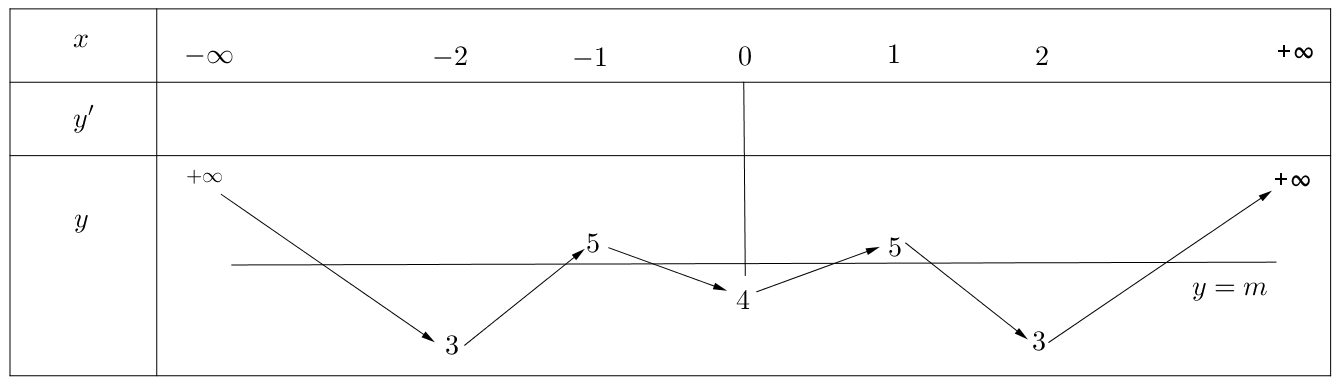 x −∞ −2 −1 0 1 2 +∞
y′
+∞ +∞
y 5 5
y = m
4
3 3